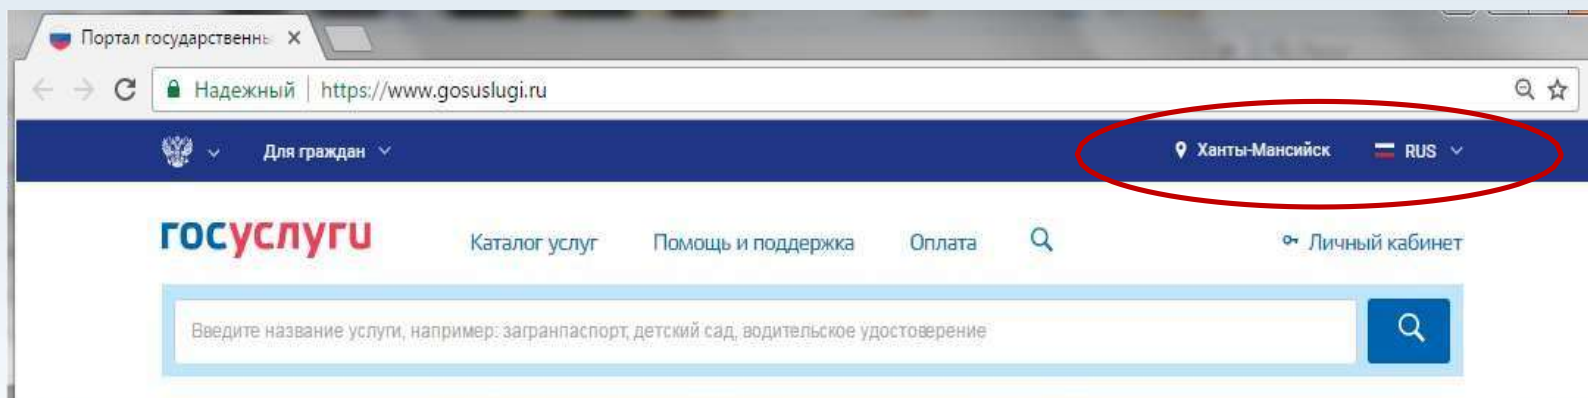 Портал государственны
Надежный https://www.gosuslugi.ru
Для граждан Ханты-Мансийск RUS
госуслуги Каталог услуг Помощь и поддержка Оплата Личный кабинет
Введите название услуги, например: загранпаспорт, детский сад, водительское удостоверение